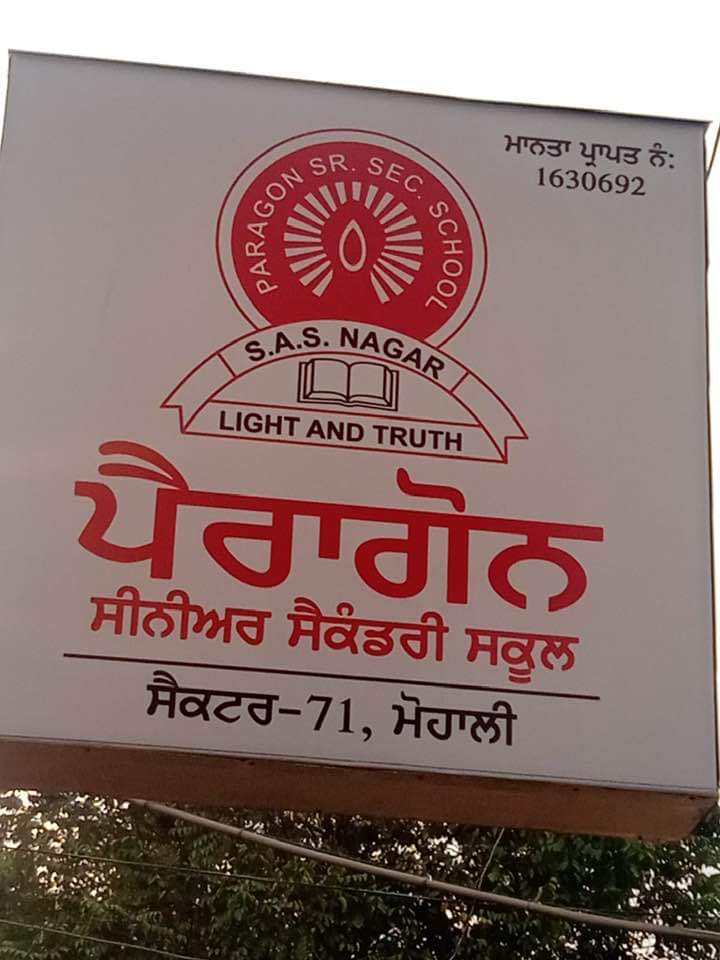 ਮਾਨਤਾ ਪ੍ਰਾਪਤ ਨੰ:
1630692
PARAGON SR. SEC. SCHOOL
S.A.S. NAGAR
LIGHT AND TRUTH
ਪੈਰਾਗੋਨ
ਸੀਨੀਅਰ ਸੈਕੰਡਰੀ ਸਕੂਲ
ਸੈਕਟਰ-71, ਮੋਹਾਲੀ